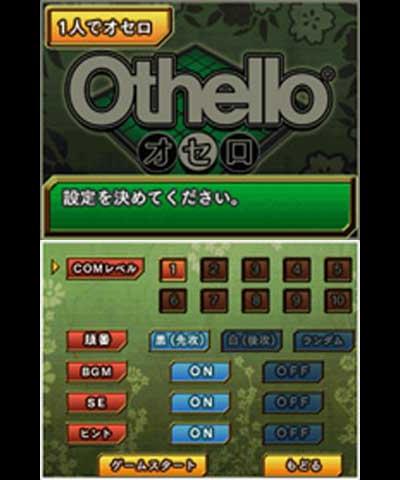 1人でオセロ
Othello®
オセロ
設定を決めてください。
COMレベル 1 2 3 4 5
6 7 8 9 10
順番 黒(先攻) 白(後攻) ランダム
BGM ON OFF
SE ON OFF
ヒント ON OFF
ゲームスタート もどる